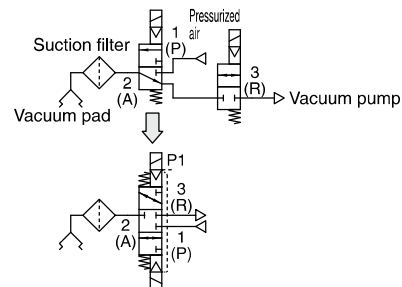 Pressurized
air
1
(P)
Suction filter
3
(R)
2
(A)
Vacuum pump
Vacuum pad
P1
3
(R)
2
(A)
1
(P)